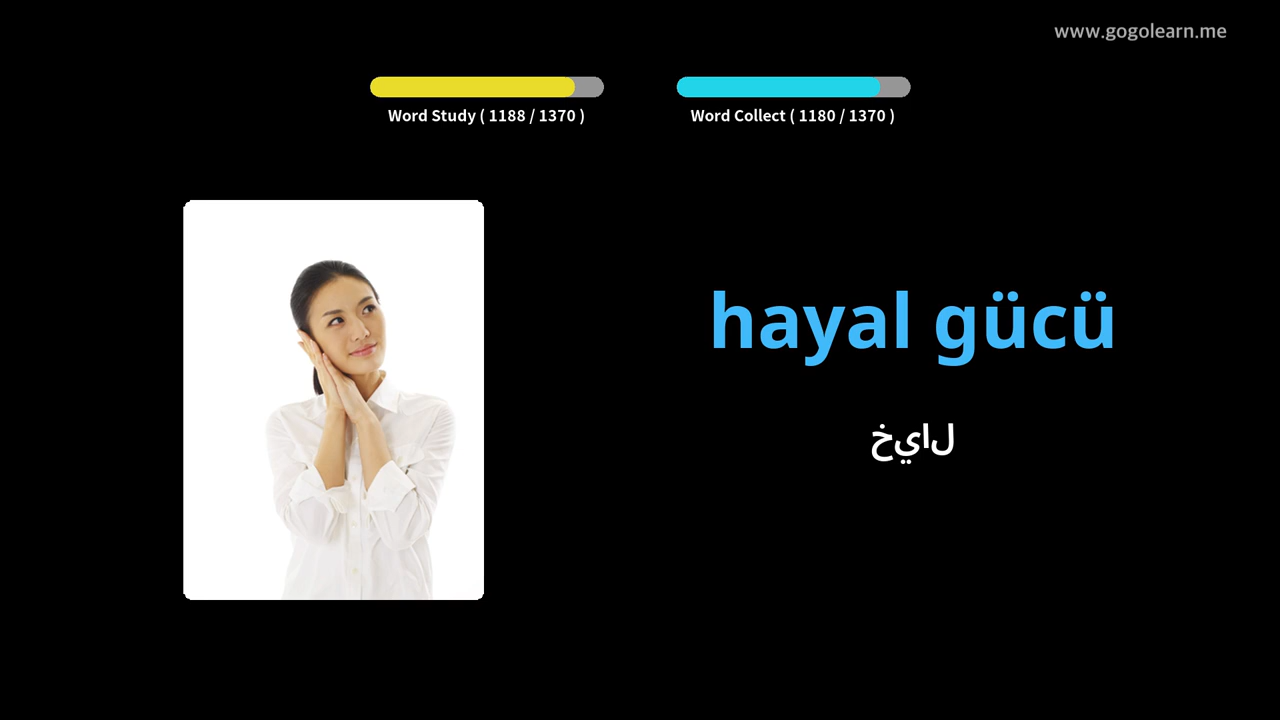 www.gogolearn.me
Word Study ( 1188 / 1370 )
Word Collect ( 1180 / 1370 )
hayal gücü
خيال